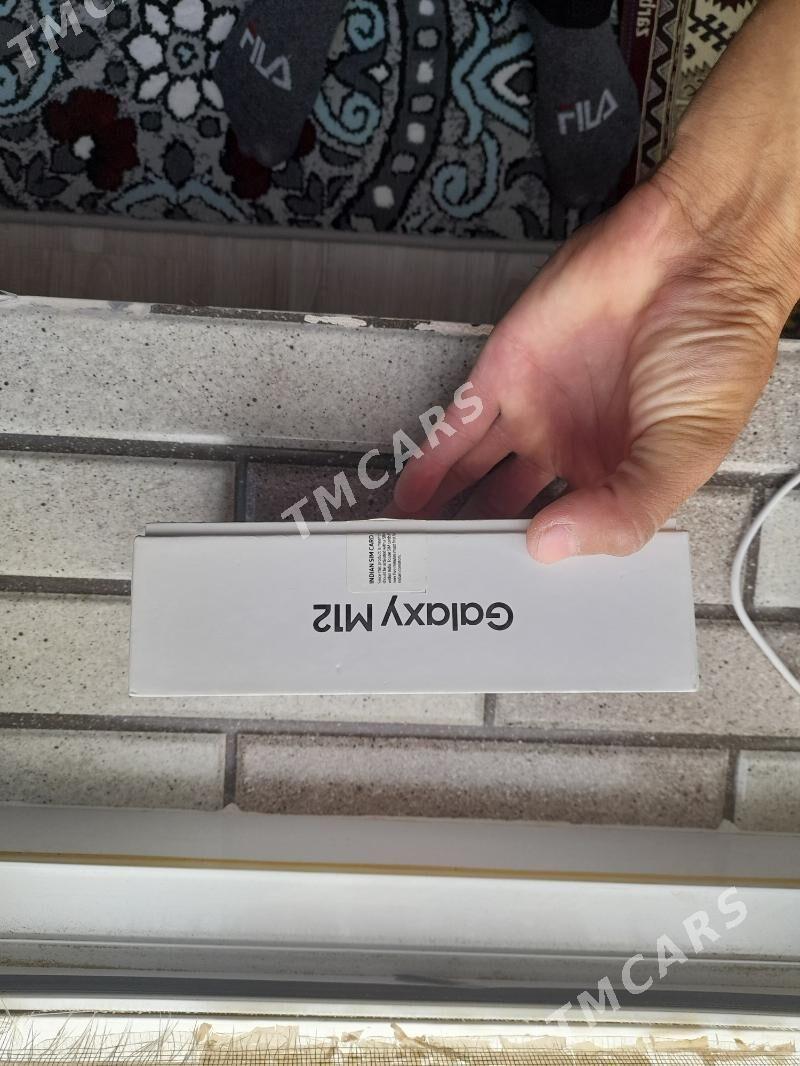 TMCARS
FILA
FILA
TMCARS
INDIAN SIM CARD
Galaxy M12
TMCARS